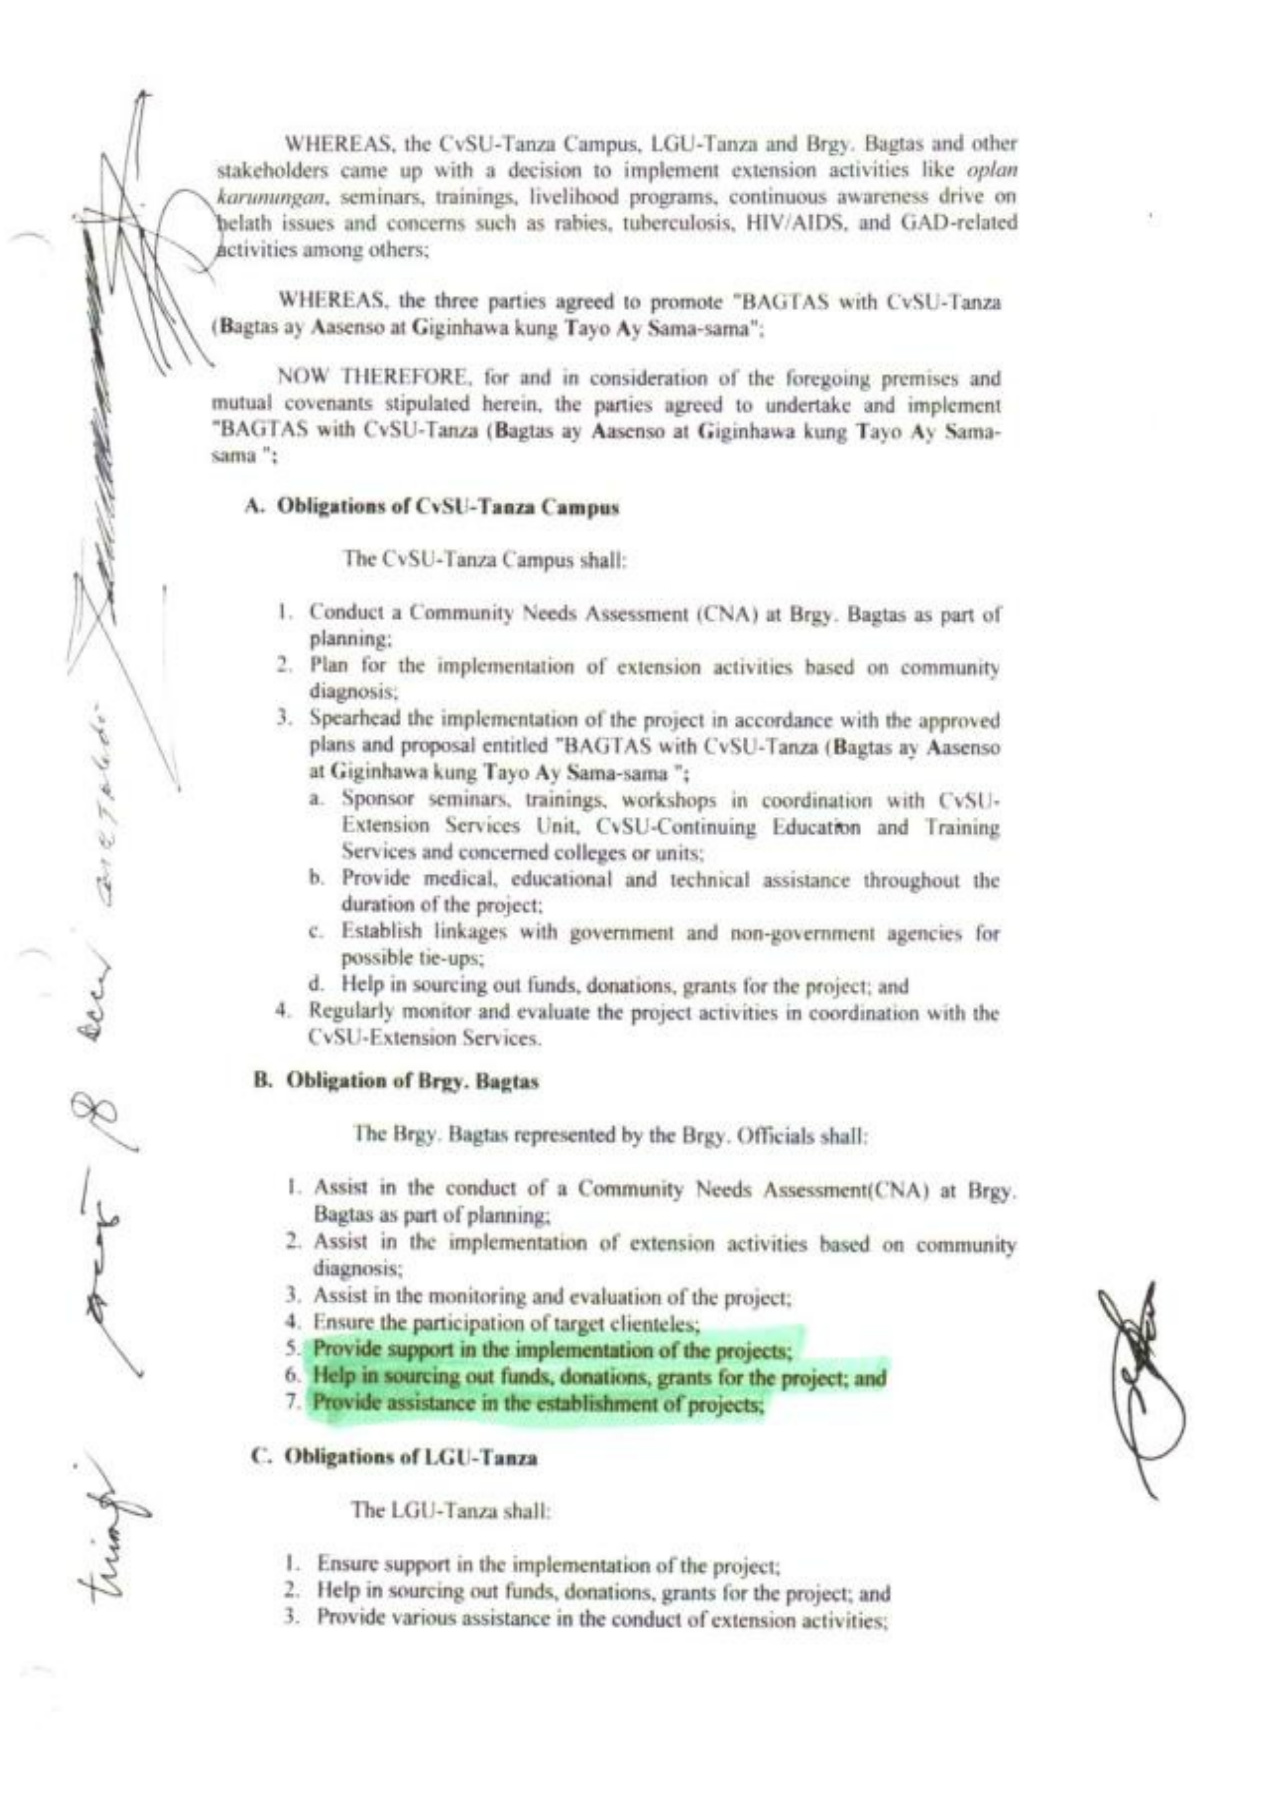 WHEREAS, the CvSU-Tanza Campus, LGU-Tanza and Brgy. Bagtas and other
stakeholders came up with a decision to implement extension activities like oplan
karunungan, seminars, trainings, livelihood programs, continuous awareness drive on
helath issues and concerns such as rabies, tuberculosis, HIV/AIDS, and GAD-related
activities among others;
WHEREAS, the three parties agreed to promote "BAGTAS with CvSU-Tanza
(Bagtas ay Aasenso at Giginhawa kung Tayo Ay Sama-sama";
NOW THEREFORE, for and in consideration of the foregoing premises and
mutual covenants stipulated herein, the parties agreed to undertake and implement
"BAGTAS with CvSU-Tanza (Bagtas ay Aasenso at Giginhawa kung Tayo Ay Sama-
sama ";
A. Obligations of CvSU-Tanza Campus
The CvSU-Tanza Campus shall:
1. Conduct a Community Needs Assessment (CNA) at Brgy. Bagtas as part of
planning;
2. Plan for the implementation of extension activities based on community
diagnosis;
3. Spearhead the implementation of the project in accordance with the approved
plans and proposal entitled "BAGTAS with CvSU-Tanza (Bagtas ay Aasenso
at Giginhawa kung Tayo Ay Sama-sama ";
a. Sponsor seminars, trainings, workshops in coordination with CvSU-
Extension Services Unit, CvSU-Continuing Education and Training
Services and concerned colleges or units;
b. Provide medical, educational and technical assistance throughout the
duration of the project;
c. Establish linkages with government and non-government agencies for
possible tie-ups;
d. Help in sourcing out funds, donations, grants for the project; and
4. Regularly monitor and evaluate the project activities in coordination with the
CvSU-Extension Services.
B. Obligation of Brgy. Bagtas
The Brgy. Bagtas represented by the Brgy. Officials shall:
1. Assist in the conduct of a Community Needs Assessment(CNA) at Brgy.
Bagtas as part of planning;
2. Assist in the implementation of extension activities based on community
diagnosis;
3. Assist in the monitoring and evaluation of the project;
4. Ensure the participation of target clienteles;
5. Provide support in the implementation of the projects;
6. Help in sourcing out funds, donations, grants for the project; and
7. Provide assistance in the establishment of projects;
C. Obligations of LGU-Tanza
The LGU-Tanza shall:
1. Ensure support in the implementation of the project;
2. Help in sourcing out funds, donations, grants for the project; and
3. Provide various assistance in the conduct of extension activities;